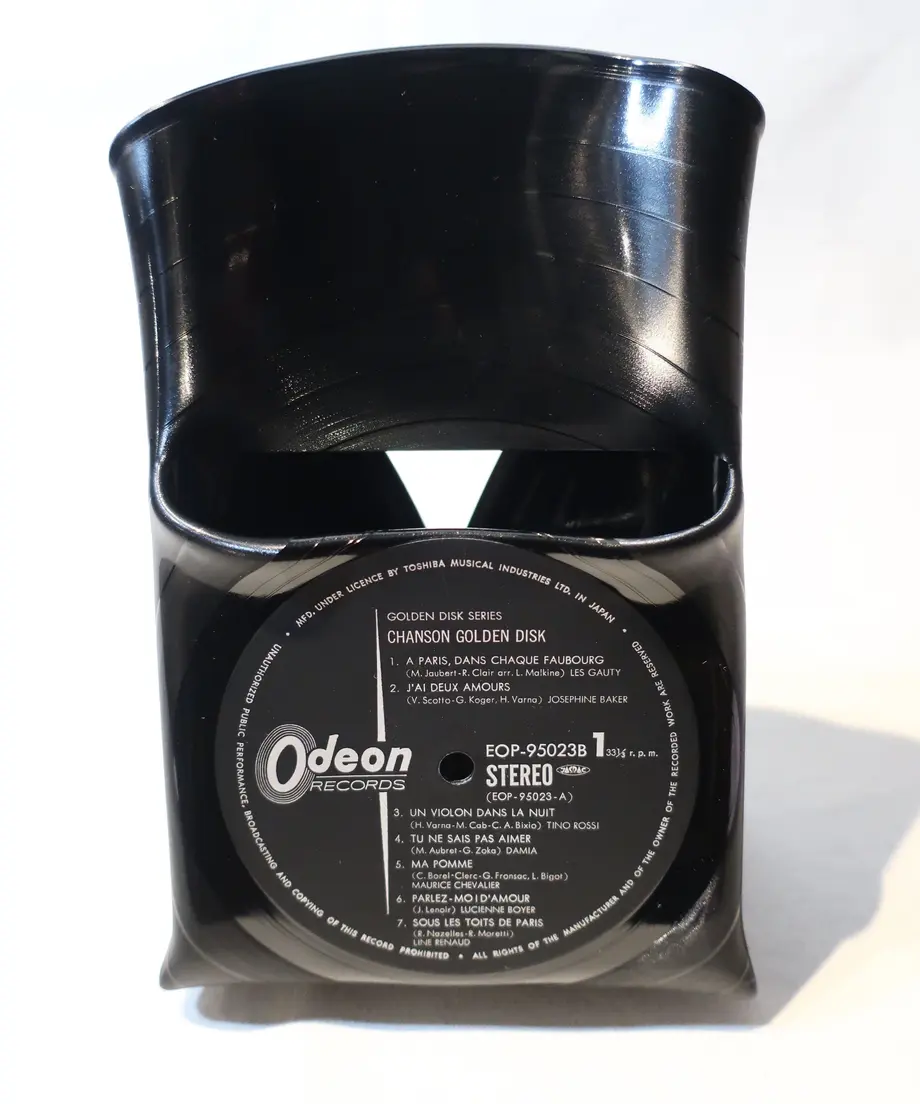 MFD. UNDER LICENCE BY TOSHIBA MUSICAL INDUSTRIES LTD. IN JAPAN
GOLDEN DISK SERIES
CHANSON GOLDEN DISK
1. A PARIS, DANS CHAQUE FAUBOURG
(M. Jaubert-R. Clair arr. L. Malkine) LES GAUTY
2. J'AI DEUX AMOURS
(V. Scotto-G. Koger, H. Varna) JOSEPHINE BAKER
Odeon
RECORDS
EOP-95023B 1 33⅓ r. p. m.
STEREO
(EOP-95023-A)
3. UN VIOLON DANS LA NUIT
(H. Varna-M. Cab-C. A. Bixio) TINO ROSSI
4. TU NE SAIS PAS AIMER
(M. Aubret-G. Zoka) DAMIA
5. MA POMME
(C. Borel-Clerc-G. Fronsac, L. Bigot)
MAURICE CHEVALIER
6. PARLEZ-MOI D'AMOUR
(J. Lenoir) LUCIENNE BOYER
7. SOUS LES TOITS DE PARIS
(R. Nazelles-R. Moretti)
LINE RENAUD
UNAUTHORIZED PUBLIC PERFORMANCE, BROADCASTING AND COPYING OF THIS RECORD PROHIBITED • ALL RIGHTS OF THE MANUFACTURER AND OF THE OWNER OF THE RECORDED WORK ARE RESERVED